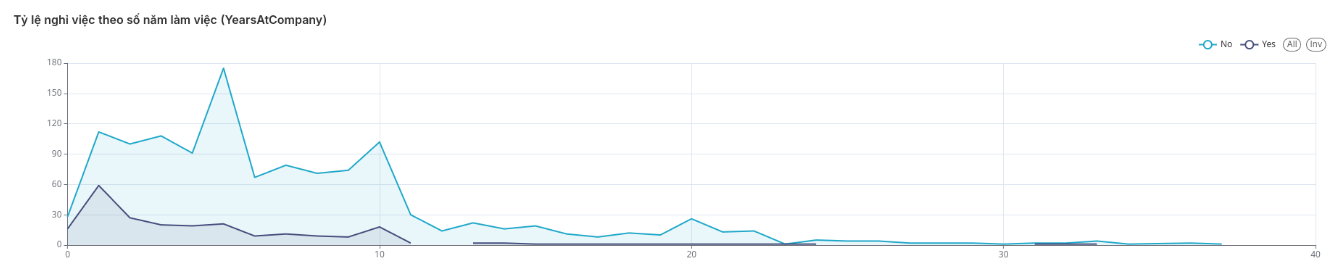 Tỷ lệ nghỉ việc theo số năm làm việc (YearsAtCompany)
No Yes All Inv
180
150
120
90
60
30
0
0 10 20 30 40